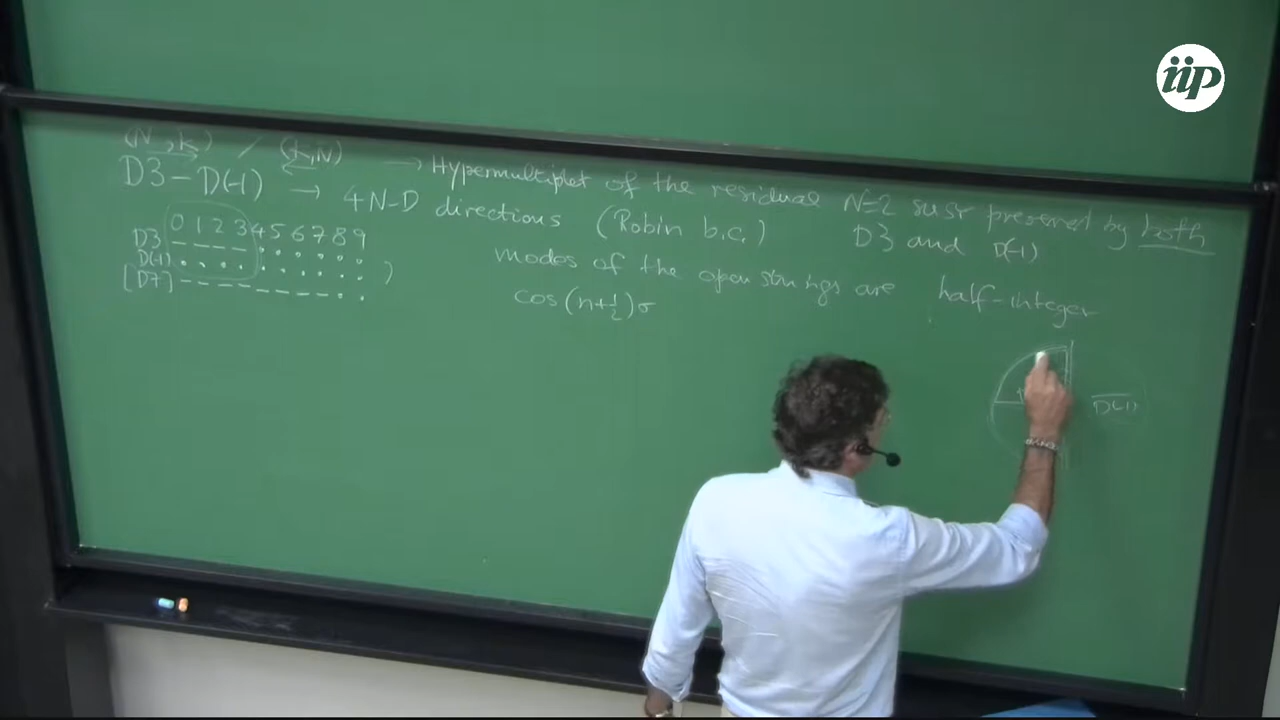 (N, k) / (k, N) → Hypermultiplet of the residual N=2 susy preserved by both
D3 and D(-1)
D3 – D(-1) → 4 N-D directions (Robin b.c.)
0 1 2 3 4 5 6 7 8 9
D3 – – – – . . . . . .
D(-1) . . . . . . . . . .
[D7] – – – – – – – – . . )
modes of the open strings are half-integer
cos(n+½)σ
D(-1)
iip